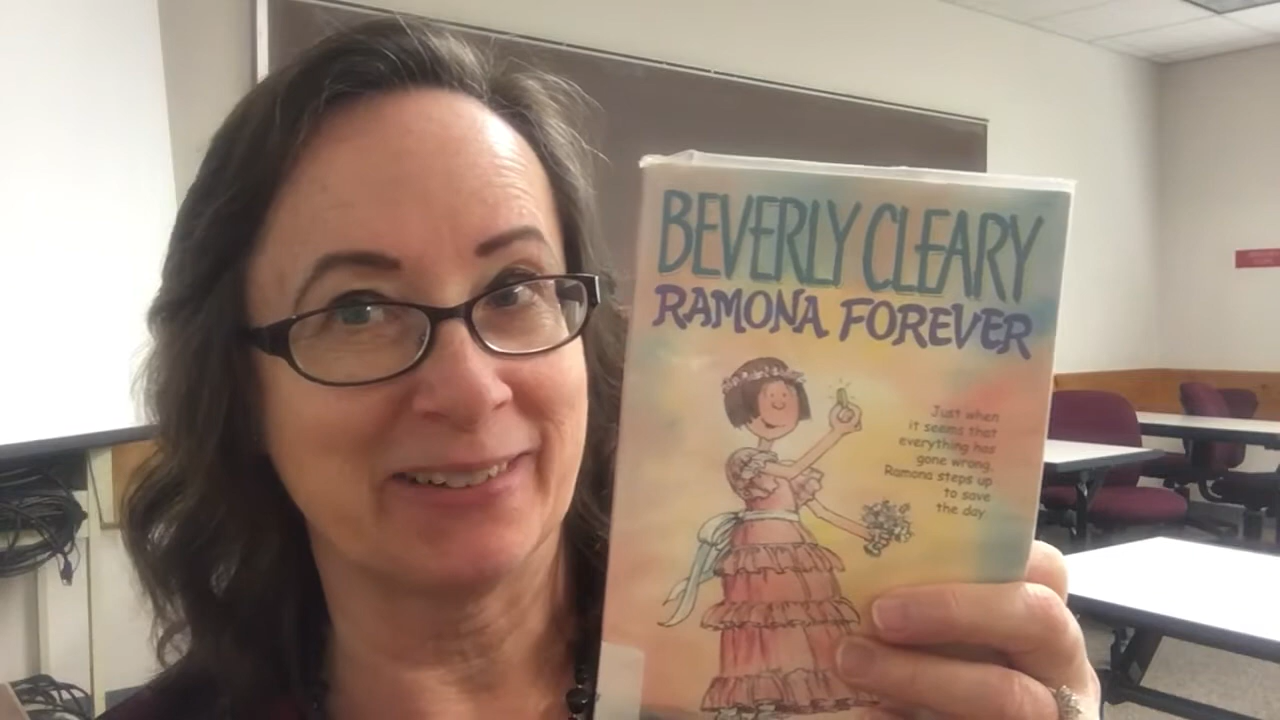 BEVERLY CLEARY
RAMONA FOREVER
Just when
it seems that
everything has
gone wrong,
Ramona steps up
to save
the day.